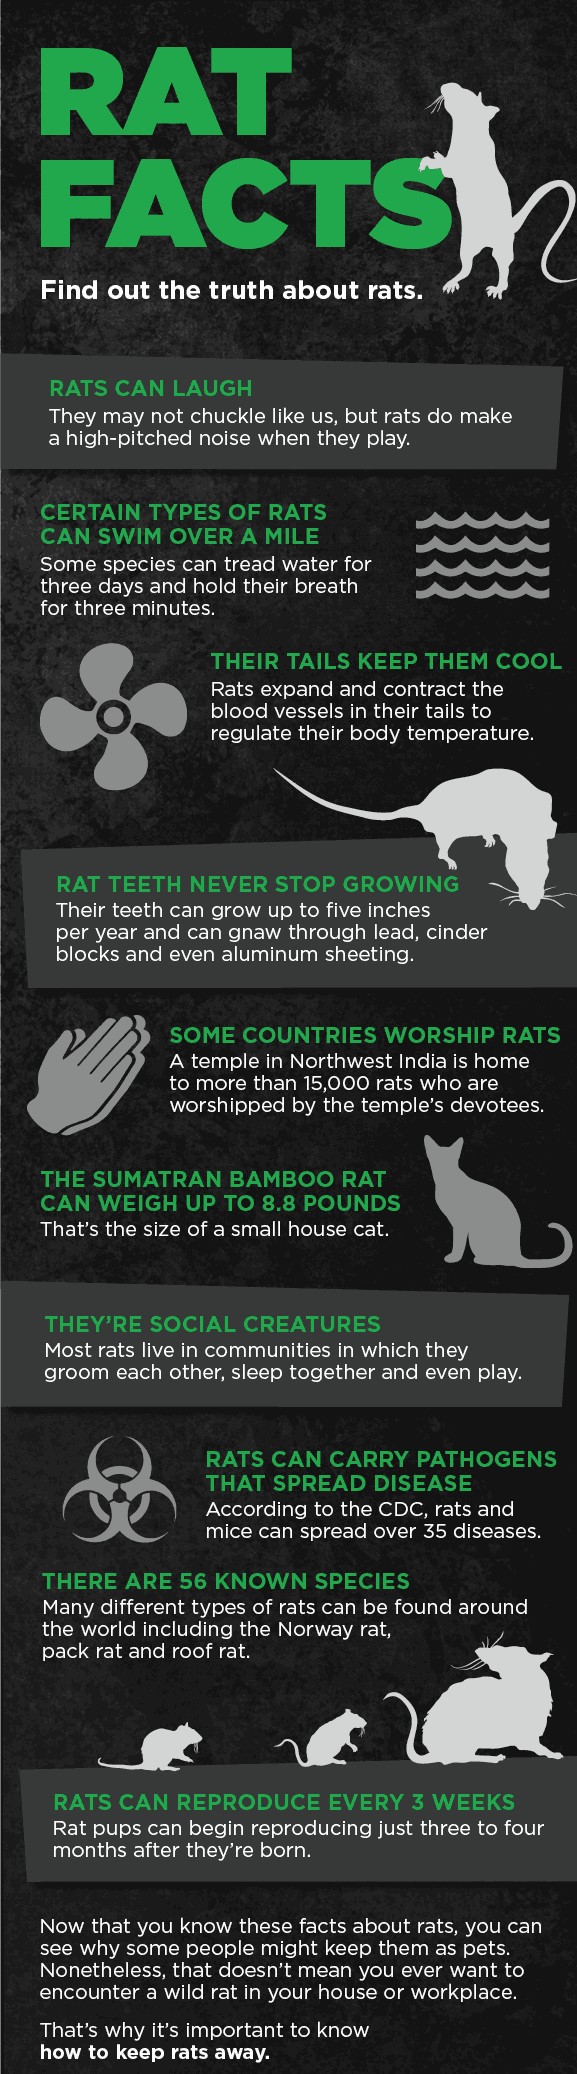 RAT
FACTS
Find out the truth about rats.
RATS CAN LAUGH
They may not chuckle like us, but rats do make
a high-pitched noise when they play.
CERTAIN TYPES OF RATS
CAN SWIM OVER A MILE
Some species can tread water for
three days and hold their breath
for three minutes.
THEIR TAILS KEEP THEM COOL
Rats expand and contract the
blood vessels in their tails to
regulate their body temperature.
RAT TEETH NEVER STOP GROWING
Their teeth can grow up to five inches
per year and can gnaw through lead, cinder
blocks and even aluminum sheeting.
SOME COUNTRIES WORSHIP RATS
A temple in Northwest India is home
to more than 15,000 rats who are
worshipped by the temple's devotees.
THE SUMATRAN BAMBOO RAT
CAN WEIGH UP TO 8.8 POUNDS
That's the size of a small house cat.
THEY'RE SOCIAL CREATURES
Most rats live in communities in which they
groom each other, sleep together and even play.
RATS CAN CARRY PATHOGENS
THAT SPREAD DISEASE
According to the CDC, rats and
mice can spread over 35 diseases.
THERE ARE 56 KNOWN SPECIES
Many different types of rats can be found around
the world including the Norway rat,
pack rat and roof rat.
RATS CAN REPRODUCE EVERY 3 WEEKS
Rat pups can begin reproducing just three to four
months after they're born.
Now that you know these facts about rats, you can
see why some people might keep them as pets.
Nonetheless, that doesn't mean you ever want to
encounter a wild rat in your house or workplace.
That's why it's important to know
how to keep rats away.